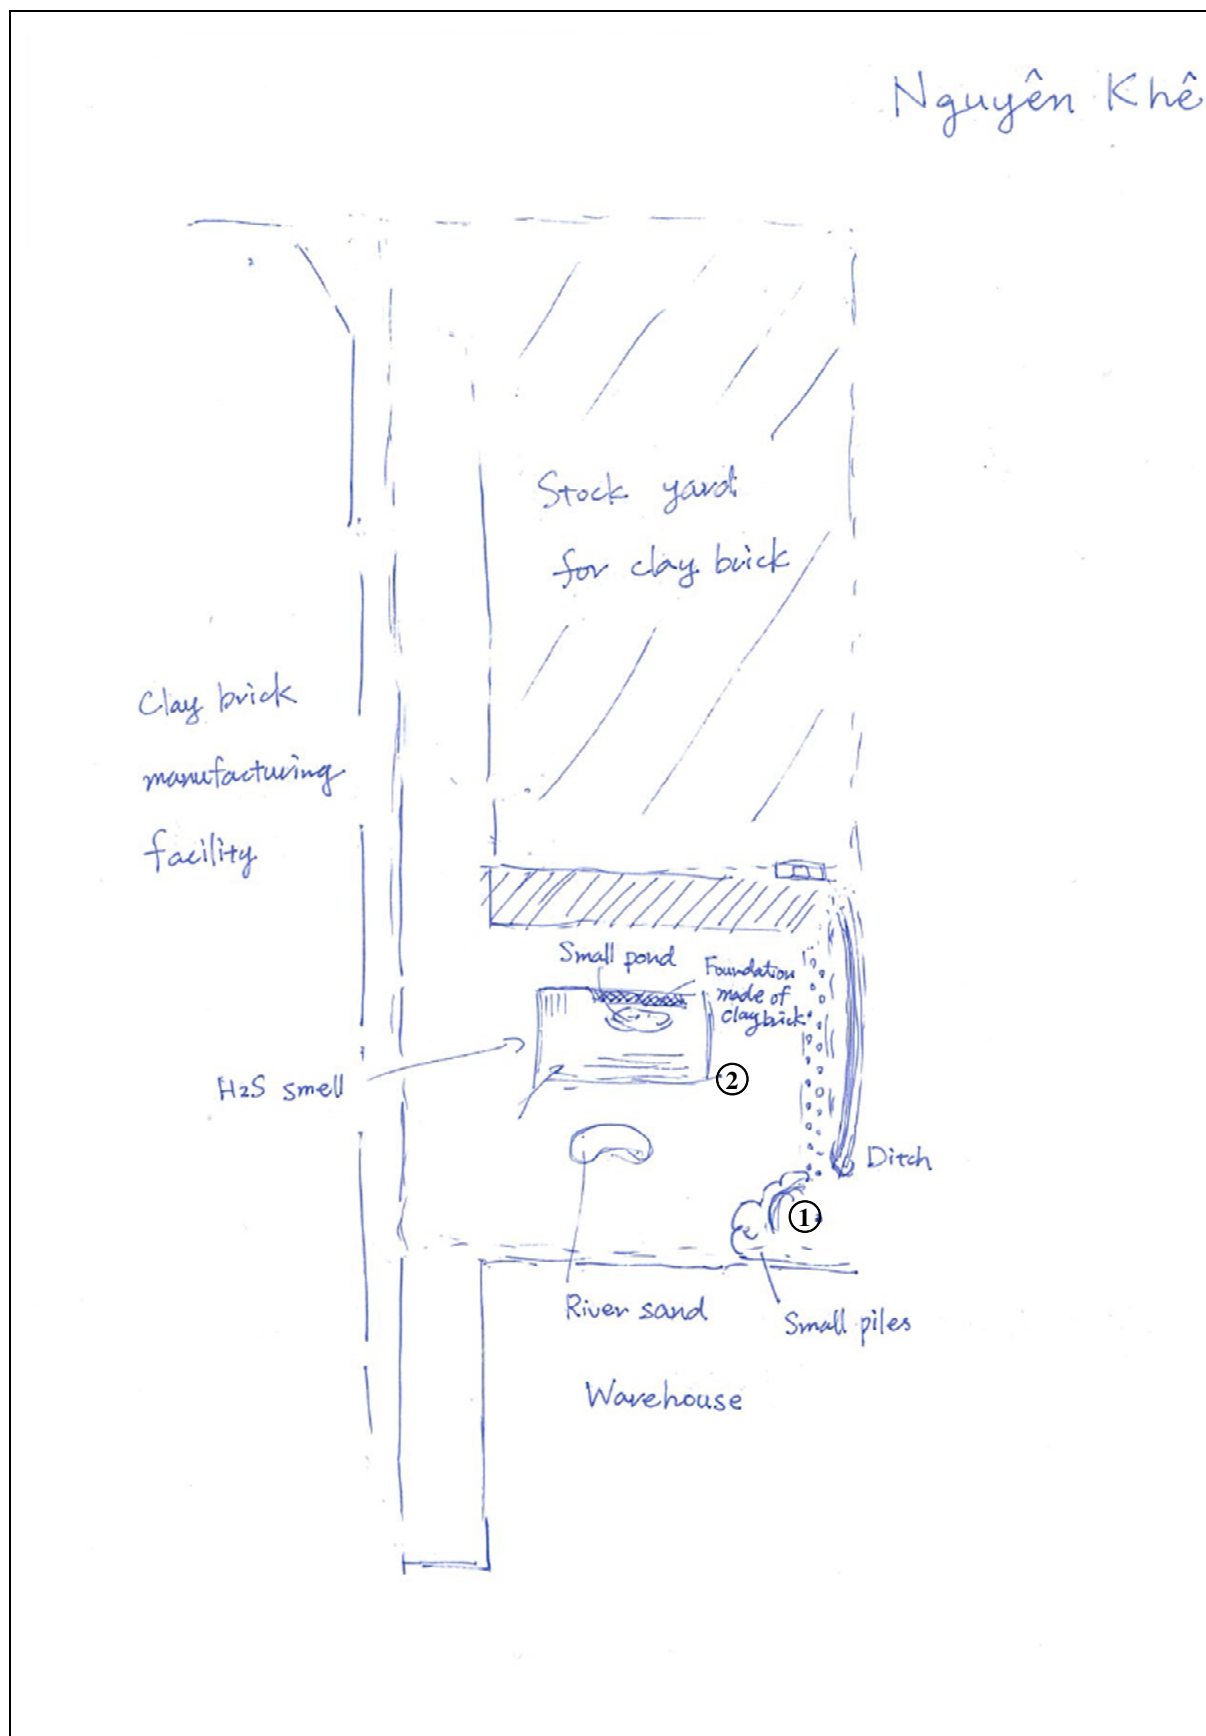 Nguyên Khê
Stock yard
for clay brick
Clay brick
manufacturing
facility
Small pond
Foundation
made of
clay brick
H2S smell
②
Ditch
①
River sand
Small piles
Warehouse